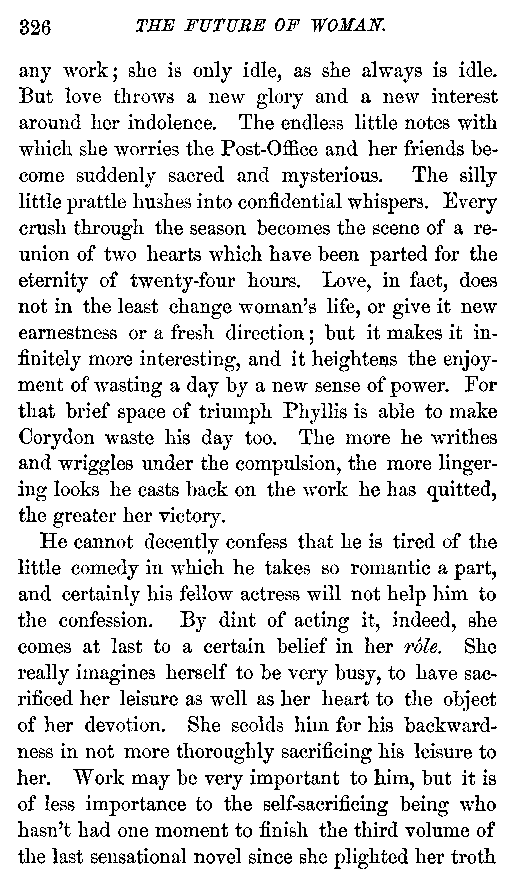 326 THE FUTURE OF WOMAN.
any work; she is only idle, as she always is idle.
But love throws a new glory and a new interest
around her indolence. The endless little notes with
which she worries the Post-Office and her friends be-
come suddenly sacred and mysterious. The silly
little prattle hushes into confidential whispers. Every
crush through the season becomes the scene of a re-
union of two hearts which have been parted for the
eternity of twenty-four hours. Love, in fact, does
not in the least change woman's life, or give it new
earnestness or a fresh direction; but it makes it in-
finitely more interesting, and it heightens the enjoy-
ment of wasting a day by a new sense of power. For
that brief space of triumph Phyllis is able to make
Corydon waste his day too. The more he writhes
and wriggles under the compulsion, the more linger-
ing looks he casts back on the work he has quitted,
the greater her victory.
He cannot decently confess that he is tired of the
little comedy in which he takes so romantic a part,
and certainly his fellow actress will not help him to
the confession. By dint of acting it, indeed, she
comes at last to a certain belief in her rôle. She
really imagines herself to be very busy, to have sac-
rificed her leisure as well as her heart to the object
of her devotion. She scolds him for his backward-
ness in not more thoroughly sacrificing his leisure to
her. Work may be very important to him, but it is
of less importance to the self-sacrificing being who
hasn't had one moment to finish the third volume of
the last sensational novel since she plighted her troth